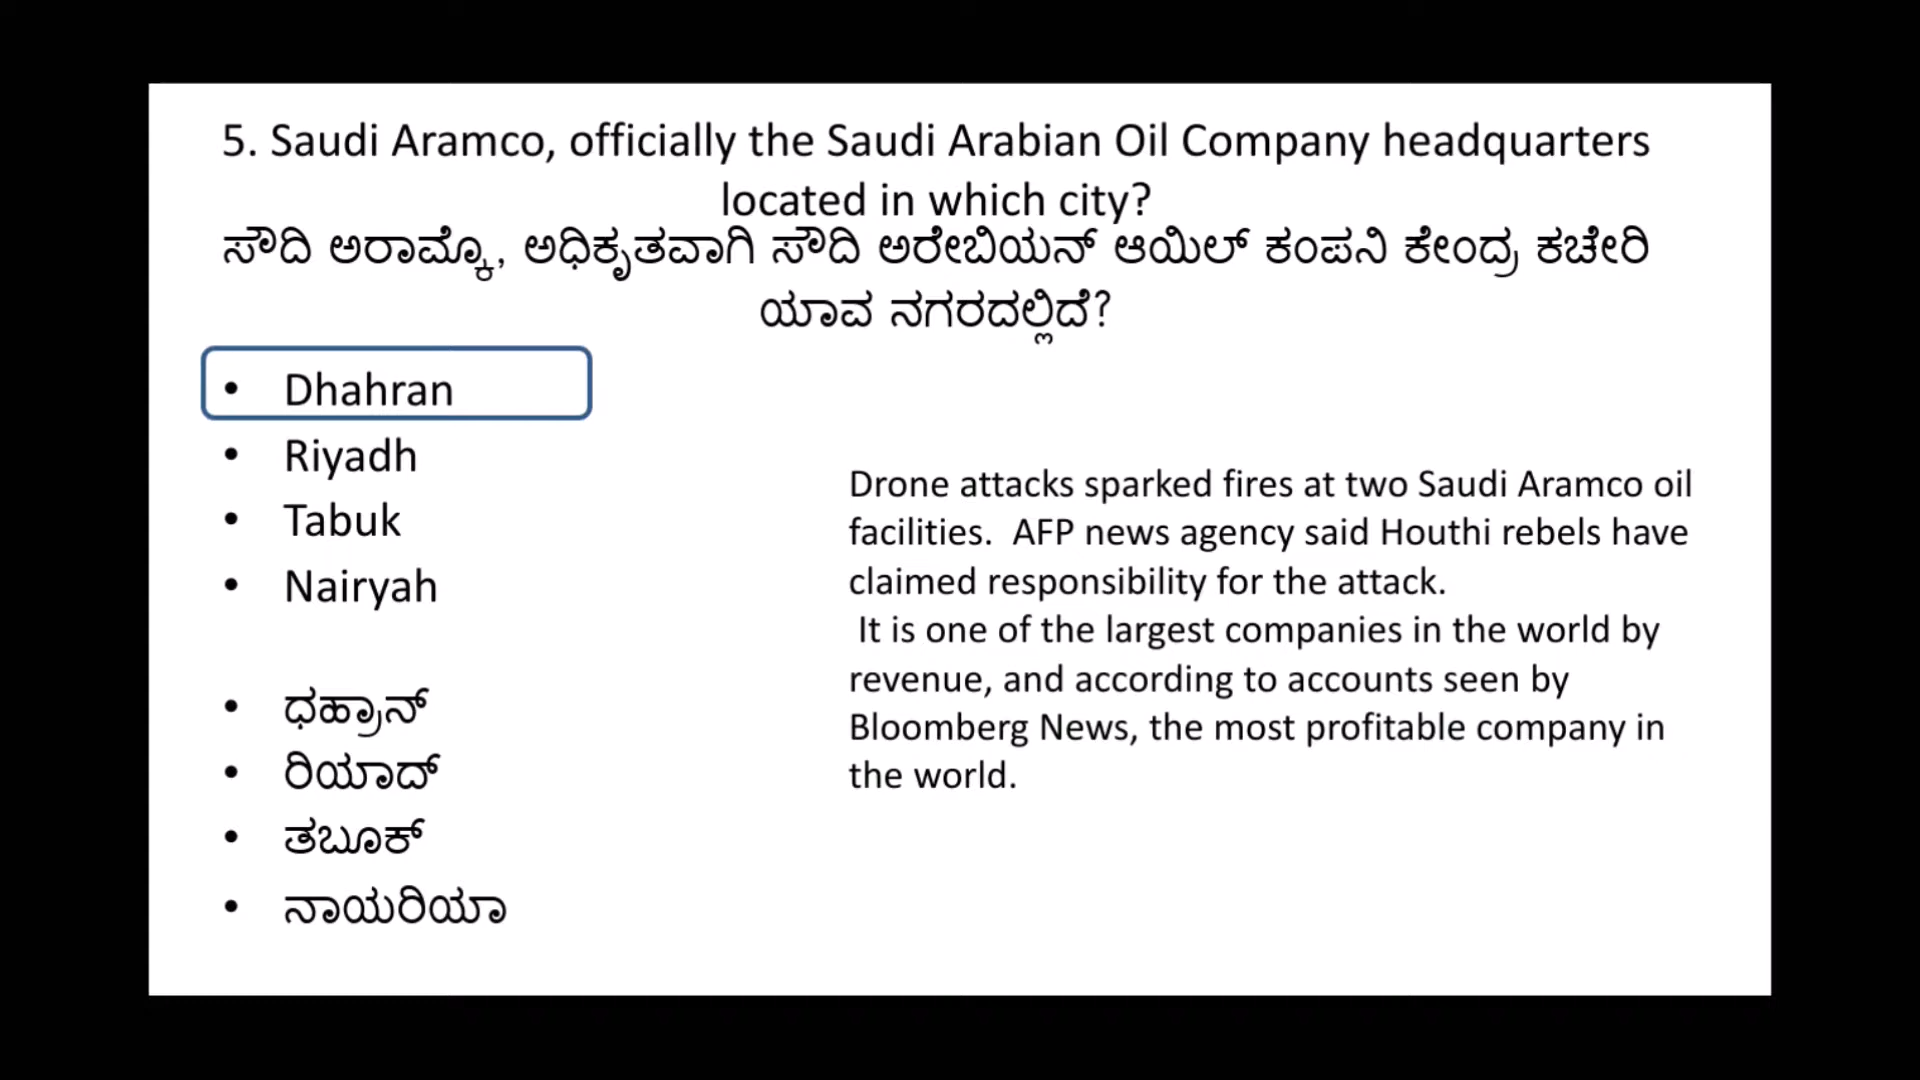 5. Saudi Aramco, officially the Saudi Arabian Oil Company headquarters
located in which city?
ಸೌದಿ ಅರಾಮ್ಕೊ, ಅಧಿಕೃತವಾಗಿ ಸೌದಿ ಅರೇಬಿಯನ್ ಆಯಿಲ್ ಕಂಪನಿ ಕೇಂದ್ರ ಕಚೇರಿ
ಯಾವ ನಗರದಲ್ಲಿದೆ?
• Dhahran
• Riyadh
• Tabuk
• Nairyah
• ಧಹ್ರಾನ್
• ರಿಯಾದ್
• ತಬೂಕ್
• ನಾಯರಿಯಾ
Drone attacks sparked fires at two Saudi Aramco oil
facilities. AFP news agency said Houthi rebels have
claimed responsibility for the attack.
It is one of the largest companies in the world by
revenue, and according to accounts seen by
Bloomberg News, the most profitable company in
the world.